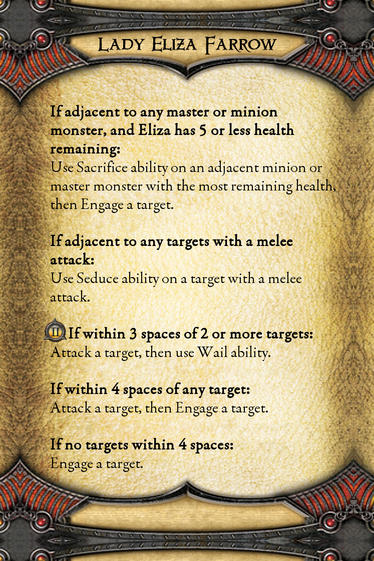 Lady Eliza Farrow
If adjacent to any master or minion
monster, and Eliza has 5 or less health
remaining:
Use Sacrifice ability on an adjacent minion or
master monster with the most remaining health,
then Engage a target.
If adjacent to any targets with a melee
attack:
Use Seduce ability on a target with a melee
attack.
II If within 3 spaces of 2 or more targets:
Attack a target, then use Wail ability.
If within 4 spaces of any target:
Attack a target, then Engage a target.
If no targets within 4 spaces:
Engage a target.